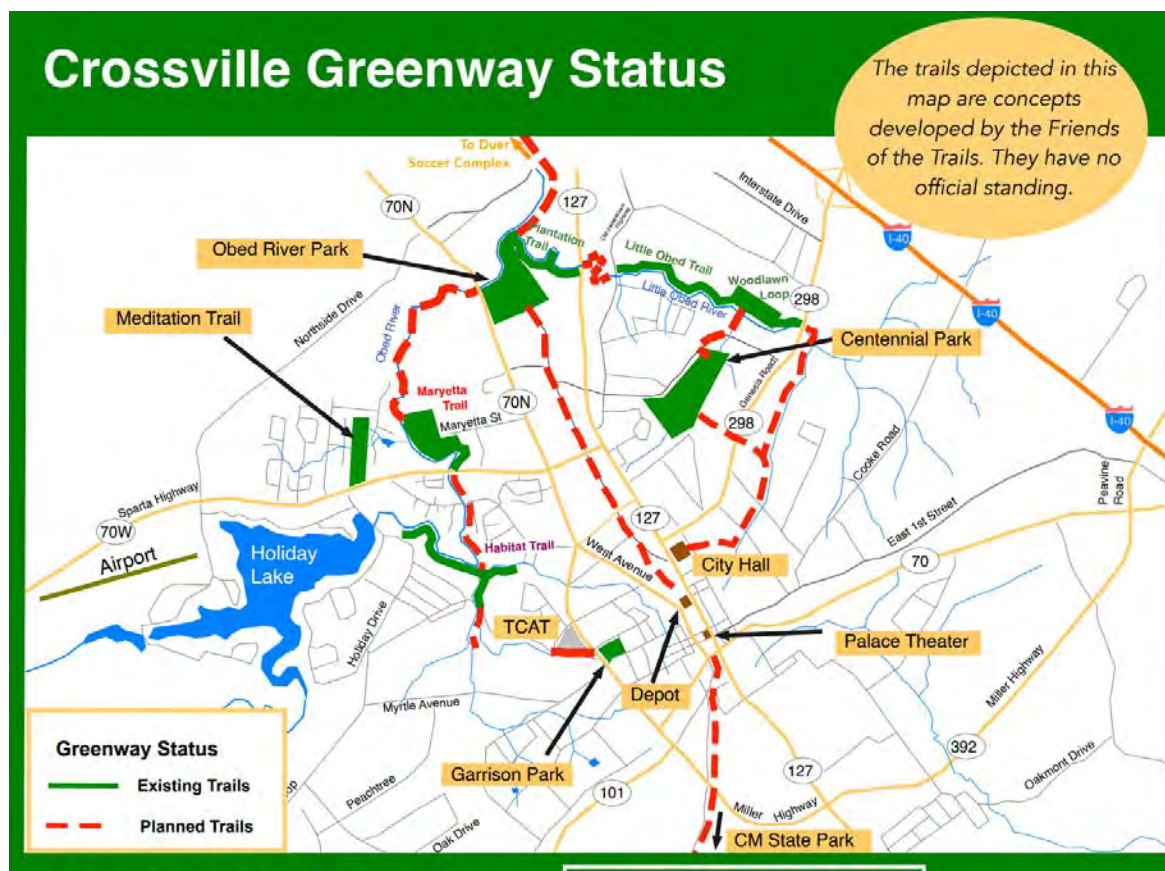 Crossville Greenway Status
The trails depicted in this
map are concepts
developed by the Friends
of the Trails. They have no
official standing.
To Duer
Soccer Complex
70N
127
Interstate Drive
I-40
Obed River Park
Plantation
Trail
Little Obed Trail
Woodlawn
Loop
Little Obed River
298
I-40
Meditation Trail
Northside Drive
Obed River
Centennial Park
Maryetta
Trail
Maryetta St
70N
Genesis Road
298
I-40
Cooke Road
Peavine
Road
Sparta Highway
70W
Airport
Holiday
Lake
Habitat Trail
127
West Avenue
City Hall
East 1st Street
70
TCAT
Palace Theater
Holiday Drive
Depot
Myrtle Avenue
Miller Highway
Garrison Park
392
127
Oakmont Drive
Peachtree
101
Miller Highway
Oak Drive
CM State Park
Greenway Status
Existing Trails
Planned Trails